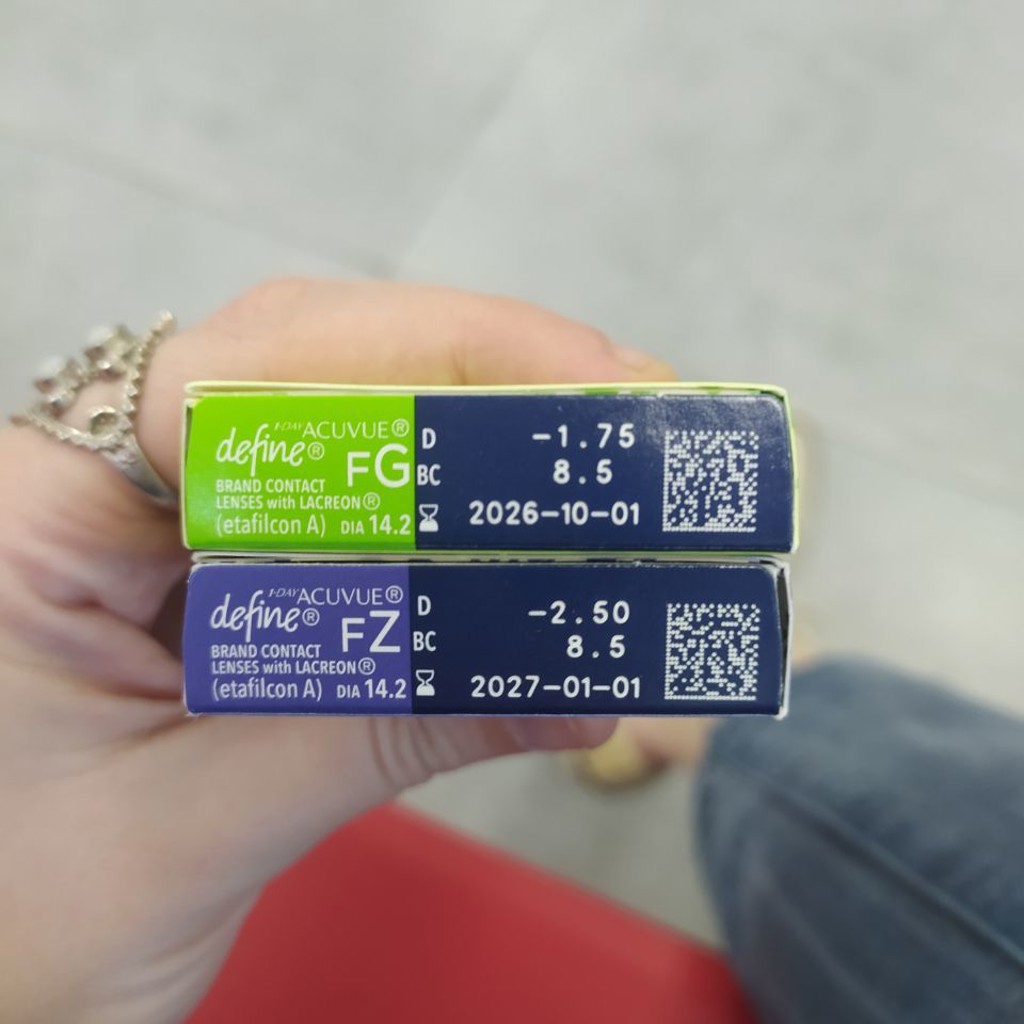 1·DAY ACUVUE®
define®
FG
BRAND CONTACT
LENSES with LACREON®
(etafilcon A) DIA 14.2
D -1.75
BC 8.5
2026-10-01
1·DAY ACUVUE®
define®
FZ
BRAND CONTACT
LENSES with LACREON®
(etafilcon A) DIA 14.2
D -2.50
BC 8.5
2027-01-01